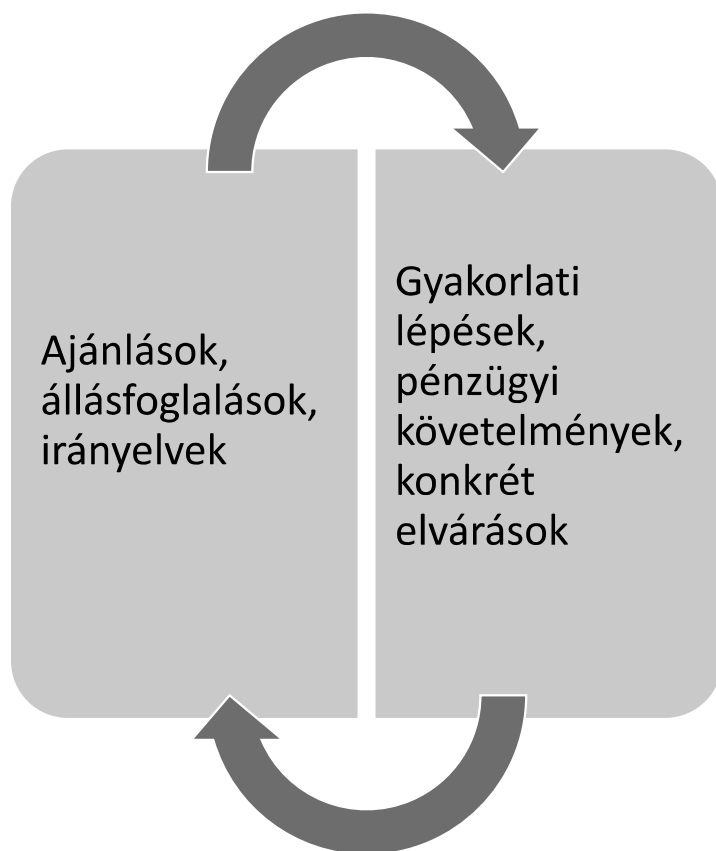 Ajánlások,
állásfoglalások,
irányelvek
Gyakorlati
lépések,
pénzügyi
követelmények,
konkrét
elvárások